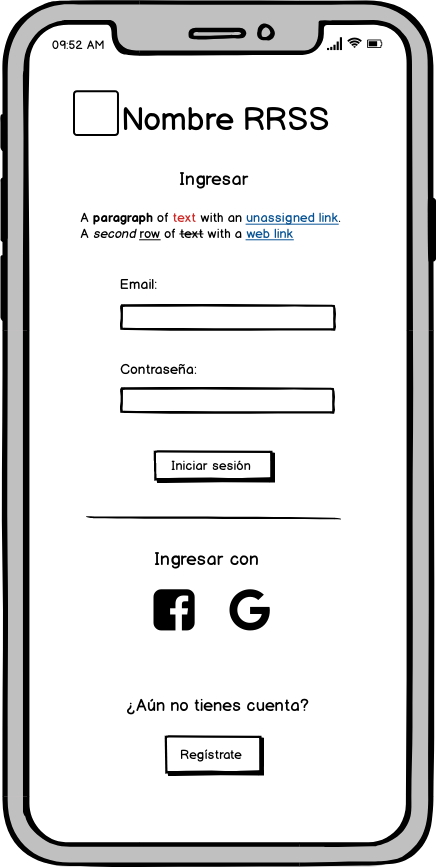 09:52 AM
Nombre RRSS
Ingresar
A paragraph of text with an unassigned link.
A second row of text with a web link
Email:
Contraseña:
Iniciar sesión
Ingresar con
¿Aún no tienes cuenta?
Regístrate